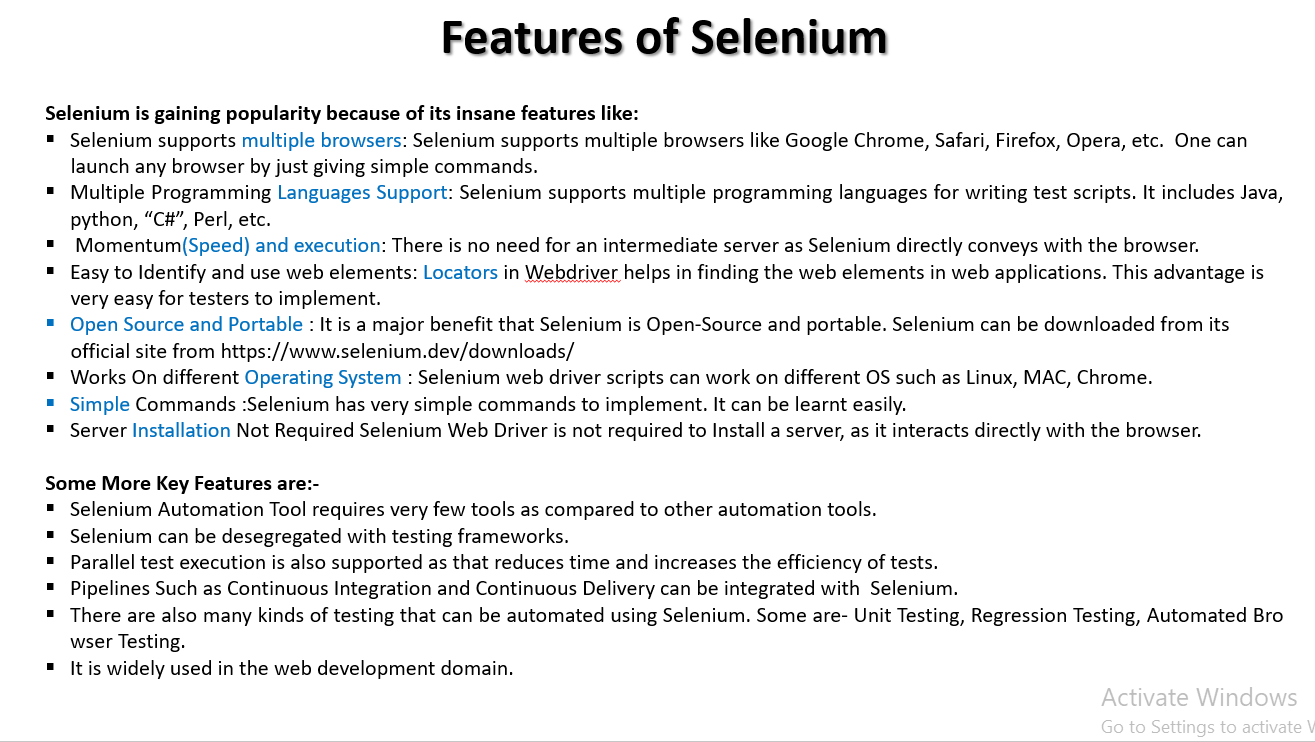 Features of Selenium
Selenium is gaining popularity because of its insane features like:
▪ Selenium supports multiple browsers: Selenium supports multiple browsers like Google Chrome, Safari, Firefox, Opera, etc.  One can
launch any browser by just giving simple commands.
▪ Multiple Programming Languages Support: Selenium supports multiple programming languages for writing test scripts. It includes Java,
python, “C#”, Perl, etc.
▪ Momentum(Speed) and execution: There is no need for an intermediate server as Selenium directly conveys with the browser.
▪ Easy to Identify and use web elements: Locators in Webdriver helps in finding the web elements in web applications. This advantage is
very easy for testers to implement.
▪ Open Source and Portable : It is a major benefit that Selenium is Open-Source and portable. Selenium can be downloaded from its
official site from https://www.selenium.dev/downloads/
▪ Works On different Operating System : Selenium web driver scripts can work on different OS such as Linux, MAC, Chrome.
▪ Simple Commands :Selenium has very simple commands to implement. It can be learnt easily.
▪ Server Installation Not Required Selenium Web Driver is not required to Install a server, as it interacts directly with the browser.
Some More Key Features are:-
▪ Selenium Automation Tool requires very few tools as compared to other automation tools.
▪ Selenium can be desegregated with testing frameworks.
▪ Parallel test execution is also supported as that reduces time and increases the efficiency of tests.
▪ Pipelines Such as Continuous Integration and Continuous Delivery can be integrated with  Selenium.
▪ There are also many kinds of testing that can be automated using Selenium. Some are- Unit Testing, Regression Testing, Automated Bro
wser Testing.
▪ It is widely used in the web development domain.
Activate Windows
Go to Settings to activate W